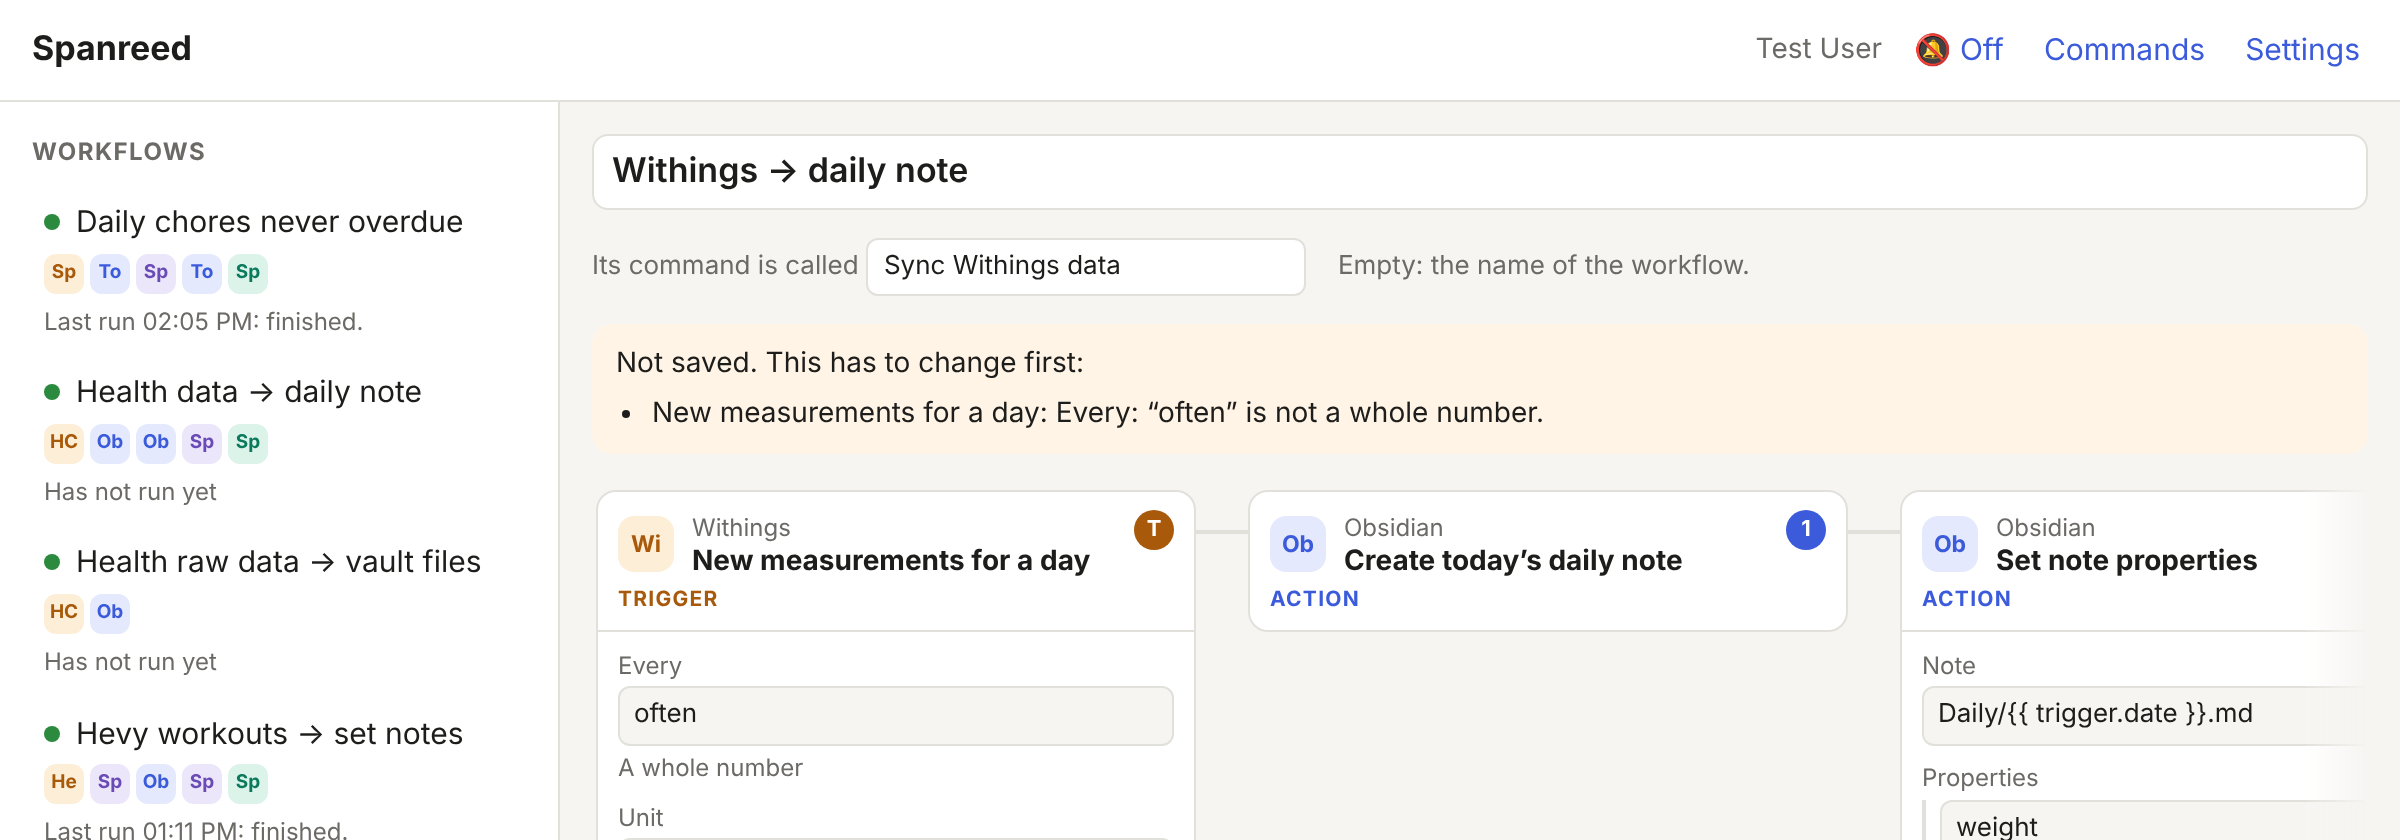 Spanreed
Test User
Off
Commands
Settings
WORKFLOWS
Daily chores never overdue
Sp To Sp To Sp
Last run 02:05 PM: finished.
Health data → daily note
HC Ob Ob Sp Sp
Has not run yet
Health raw data → vault files
HC Ob
Has not run yet
Hevy workouts → set notes
He Sp Ob Sp Sp
Last run 01:11 PM: finished.
Withings → daily note
Its command is called Sync Withings data Empty: the name of the workflow.
Not saved. This has to change first:
• New measurements for a day: Every: “often” is not a whole number.
Wi
Withings
New measurements for a day
T
TRIGGER
Every
often
A whole number
Unit
Ob
Obsidian
Create today’s daily note
1
ACTION
Ob
Obsidian
Set note properties
ACTION
Note
Daily/{{ trigger.date }}.md
Properties
weight